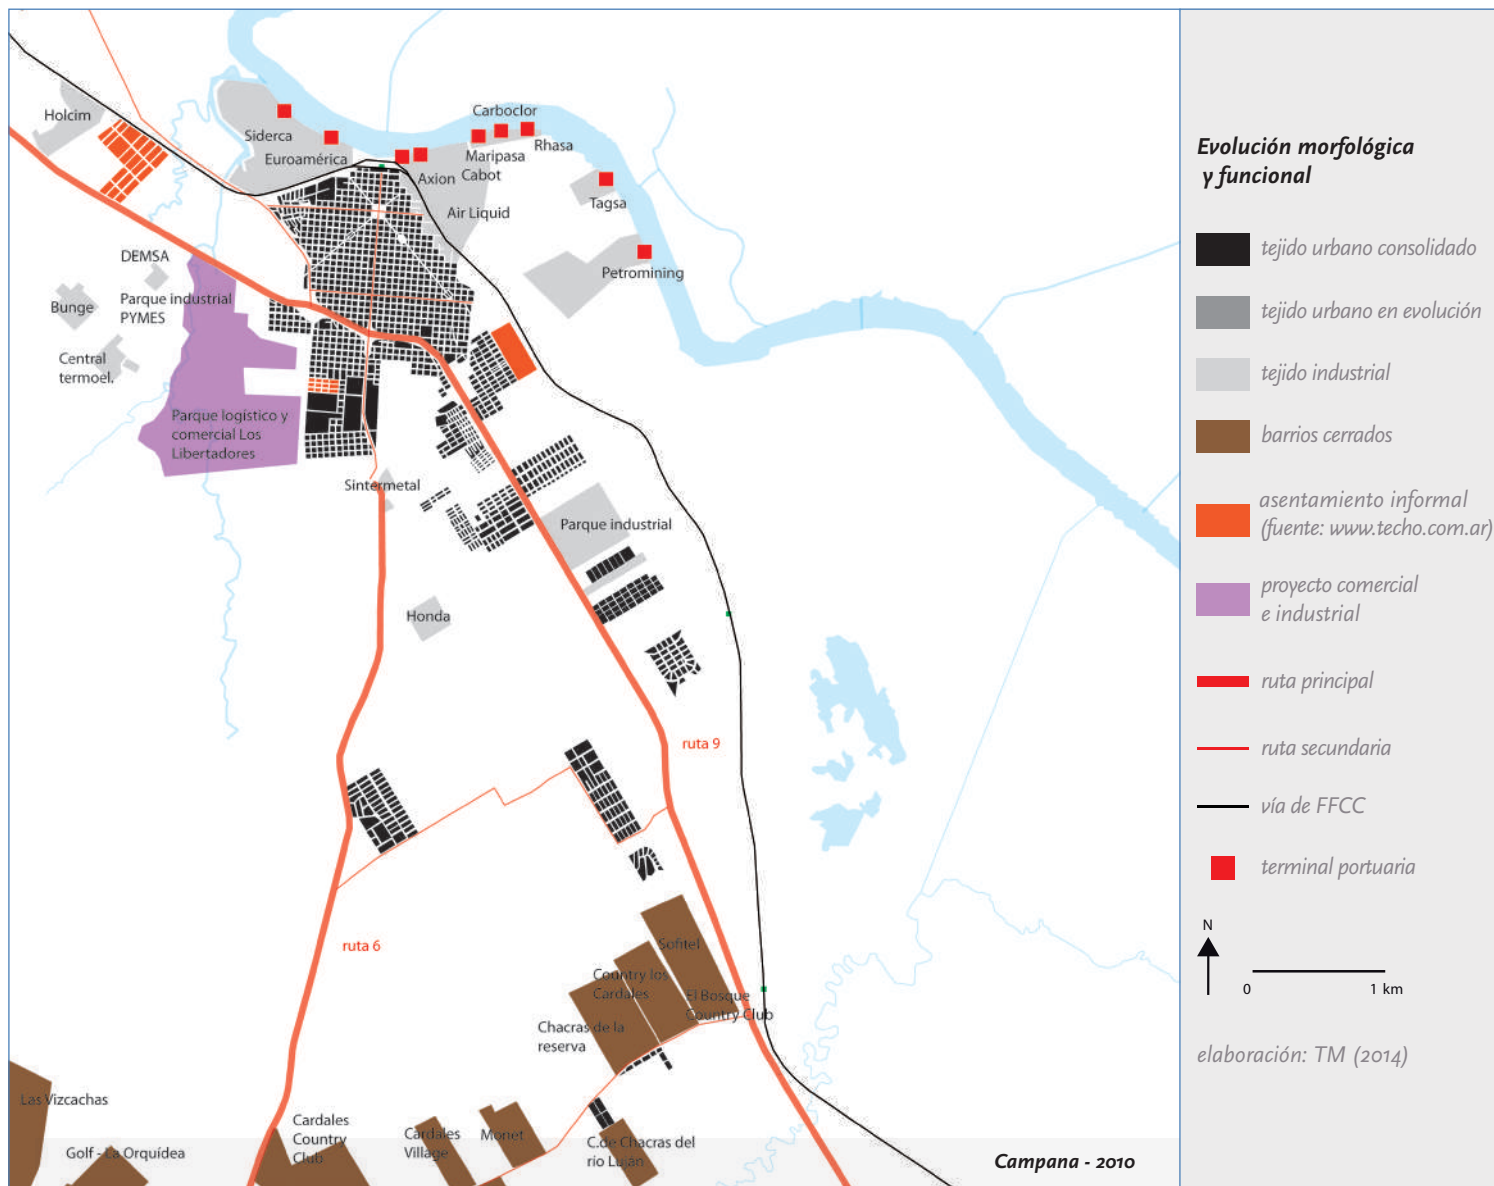 Holcim
Siderca
Euroamérica
Carboclor
Maripasa
Cabot
Rhasa
Axion
Air Liquid
Tagsa
Petromining
DEMSA
Bunge
Parque industrial
PYMES
Central
termoel.
Parque logístico y
comercial Los
Libertadores
Sintermetal
Parque industrial
Honda
ruta 9
ruta 6
Sofitel
Country los
Cardales
El Bosque
Country Club
Chacras de la
reserva
Las Vizcachas
Golf - La Orquídea
Cardales
Country
Club
Cardales
Village
Monet
C.de Chacras del
río Luján
Campana - 2010
Evolución morfológica
y funcional
tejido urbano consolidado
tejido urbano en evolución
tejido industrial
barrios cerrados
asentamiento informal
(fuente: www.techo.com.ar)
proyecto comercial
e industrial
ruta principal
ruta secundaria
vía de FFCC
terminal portuaria
N
0 1 km
elaboración: TM (2014)